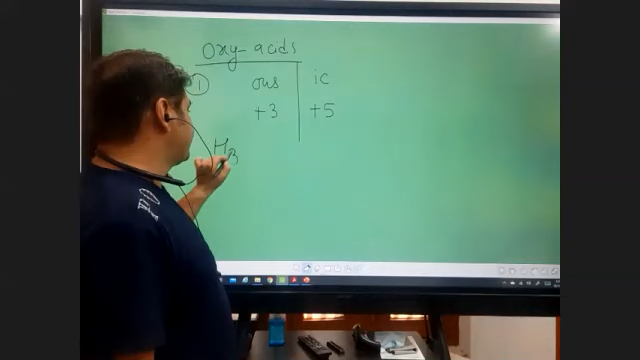 Oxy-acids
① ous ic
+3 +5
H3